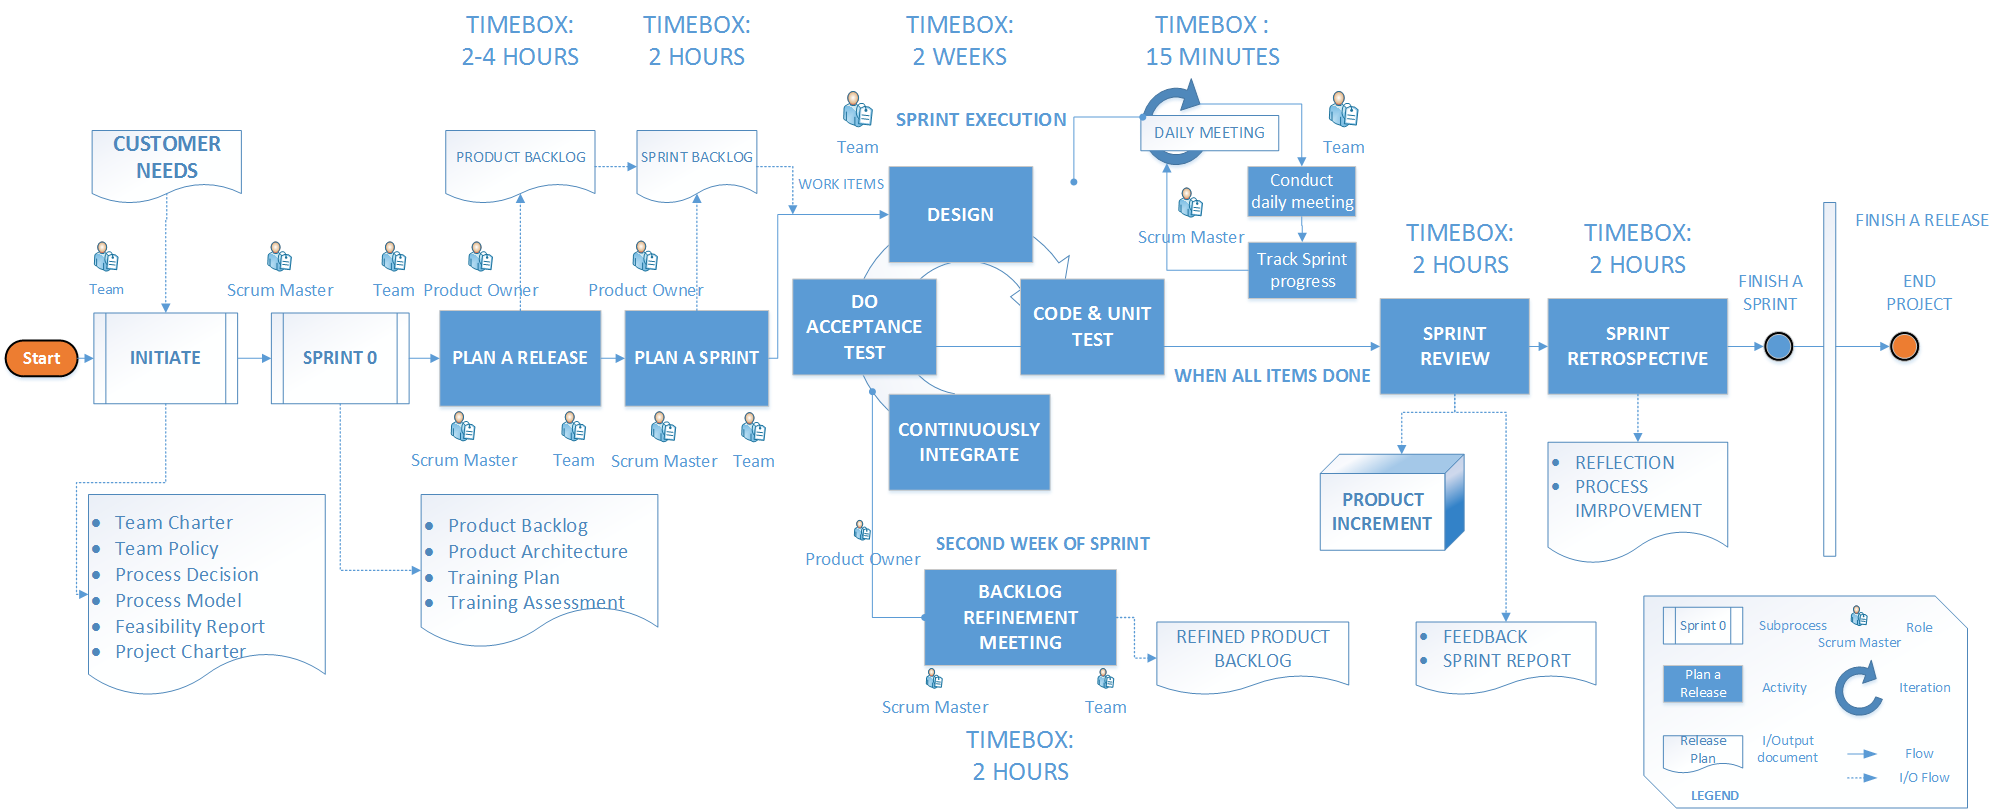 TIMEBOX:
2-4 HOURS
TIMEBOX:
2 HOURS
TIMEBOX:
2 WEEKS
TIMEBOX :
15 MINUTES
CUSTOMER
NEEDS
PRODUCT BACKLOG
SPRINT BACKLOG
WORK ITEMS
Team
SPRINT EXECUTION
DAILY MEETING
Team
Conduct
daily meeting
Scrum Master
Track Sprint
progress
TIMEBOX:
2 HOURS
TIMEBOX:
2 HOURS
FINISH A RELEASE
FINISH A
SPRINT
END
PROJECT
Team
Scrum Master
Team
Product Owner
Product Owner
Start
INITIATE
SPRINT 0
PLAN A RELEASE
PLAN A SPRINT
DESIGN
DO
ACCEPTANCE
TEST
CODE & UNIT
TEST
CONTINUOUSLY
INTEGRATE
WHEN ALL ITEMS DONE
SPRINT
REVIEW
SPRINT
RETROSPECTIVE
Scrum Master
Team
Scrum Master
Team
Team Charter
Team Policy
Process Decision
Process Model
Feasibility Report
Project Charter
Product Backlog
Product Architecture
Training Plan
Training Assessment
Product Owner
SECOND WEEK OF SPRINT
BACKLOG
REFINEMENT
MEETING
Scrum Master
Team
TIMEBOX:
2 HOURS
REFINED PRODUCT
BACKLOG
PRODUCT
INCREMENT
FEEDBACK
SPRINT REPORT
REFLECTION
PROCESS
IMRPOVEMENT
Sprint 0
Subprocess
Scrum Master
Role
Plan a
Release
Activity
Iteration
Release
Plan
I/Output
document
Flow
I/O Flow
LEGEND